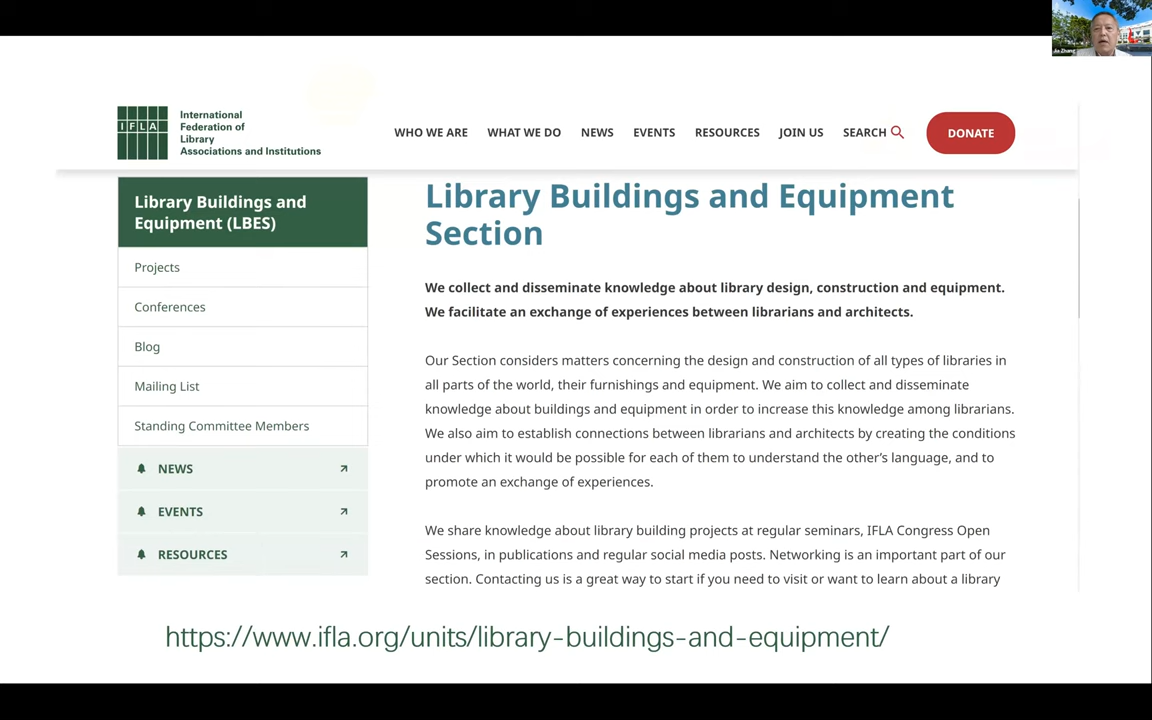 Jia Zhang
International
Federation of
Library
Associations and Institutions
IFLA
WHO WE ARE
WHAT WE DO
NEWS
EVENTS
RESOURCES
JOIN US
SEARCH
DONATE
Library Buildings and
Equipment (LBES)
Projects
Conferences
Blog
Mailing List
Standing Committee Members
NEWS
EVENTS
RESOURCES
Library Buildings and Equipment
Section
We collect and disseminate knowledge about library design, construction and equipment.
We facilitate an exchange of experiences between librarians and architects.
Our Section considers matters concerning the design and construction of all types of libraries in
all parts of the world, their furnishings and equipment. We aim to collect and disseminate
knowledge about buildings and equipment in order to increase this knowledge among librarians.
We also aim to establish connections between librarians and architects by creating the conditions
under which it would be possible for each of them to understand the other’s language, and to
promote an exchange of experiences.
We share knowledge about library building projects at regular seminars, IFLA Congress Open
Sessions, in publications and regular social media posts. Networking is an important part of our
section. Contacting us is a great way to start if you need to visit or want to learn about a library
https://www.ifla.org/units/library-buildings-and-equipment/